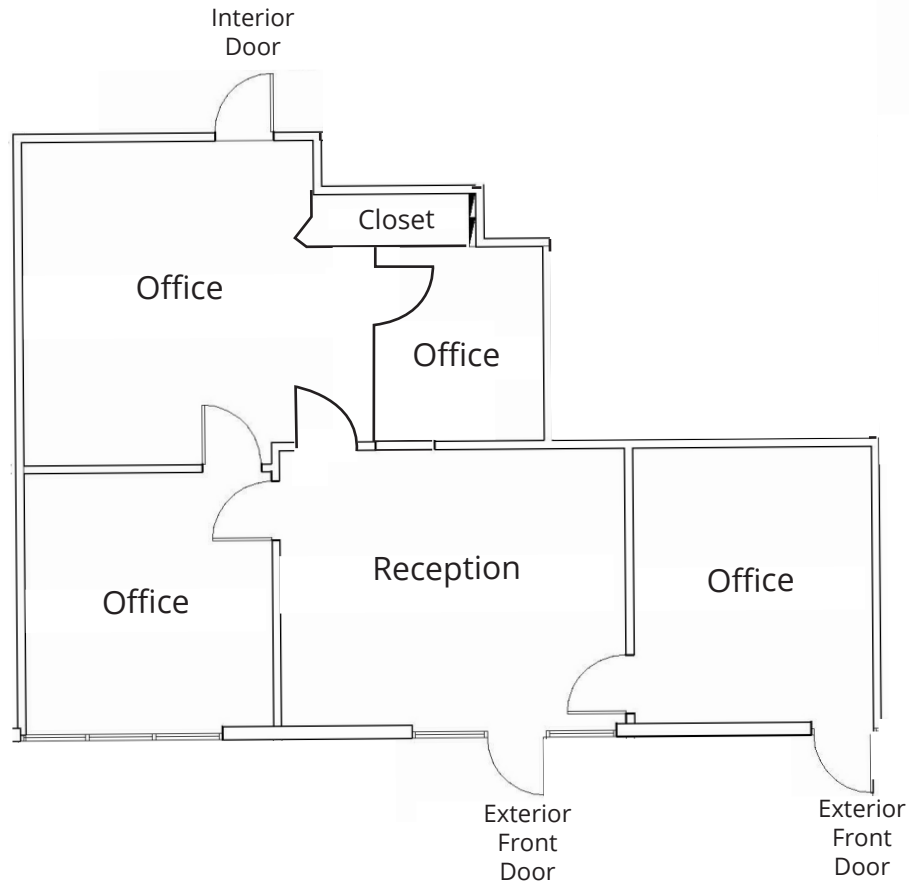 Interior
Door
Closet
Office
Office
Reception
Office
Office
Exterior
Front
Door
Exterior
Front
Door